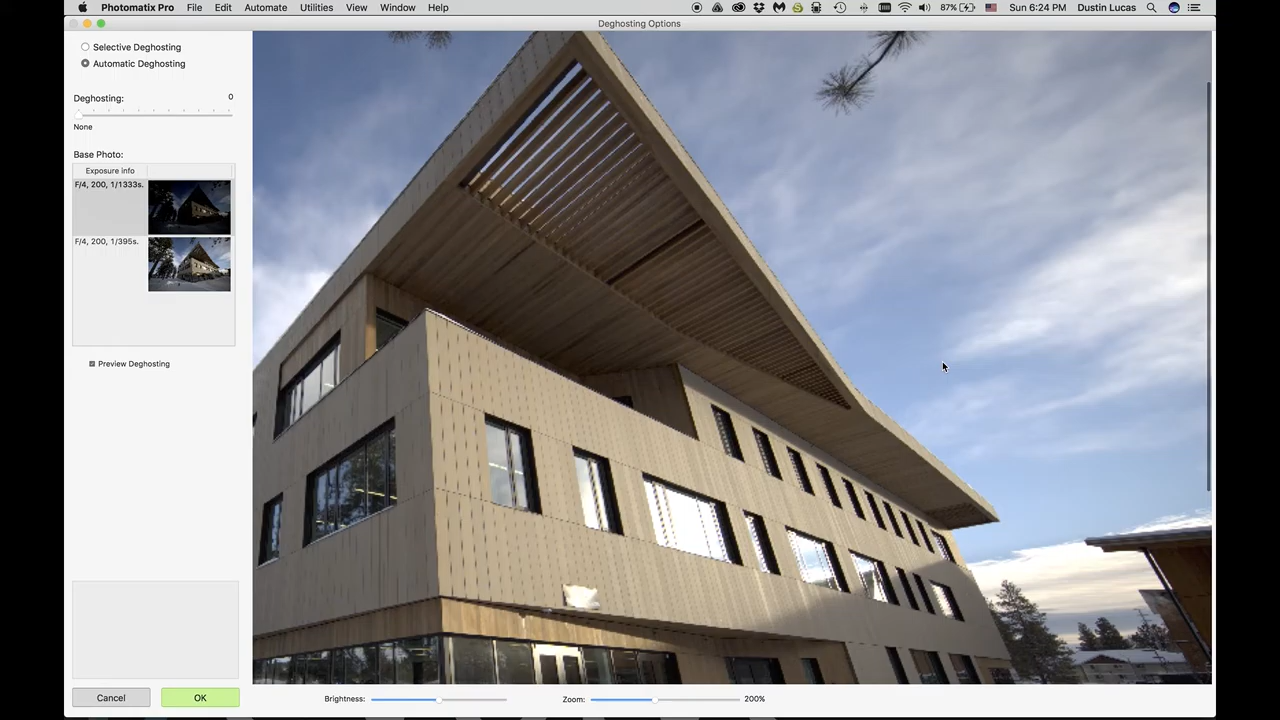 Photomatix Pro File Edit Automate Utilities View Window Help 87% Sun 6:24 PM Dustin Lucas
Deghosting Options
Selective Deghosting
Automatic Deghosting
Deghosting: 0
None
Base Photo:
Exposure info
F/4, 200, 1/1333s.
F/4, 200, 1/395s.
Preview Deghosting
Cancel OK Brightness: Zoom: 200%